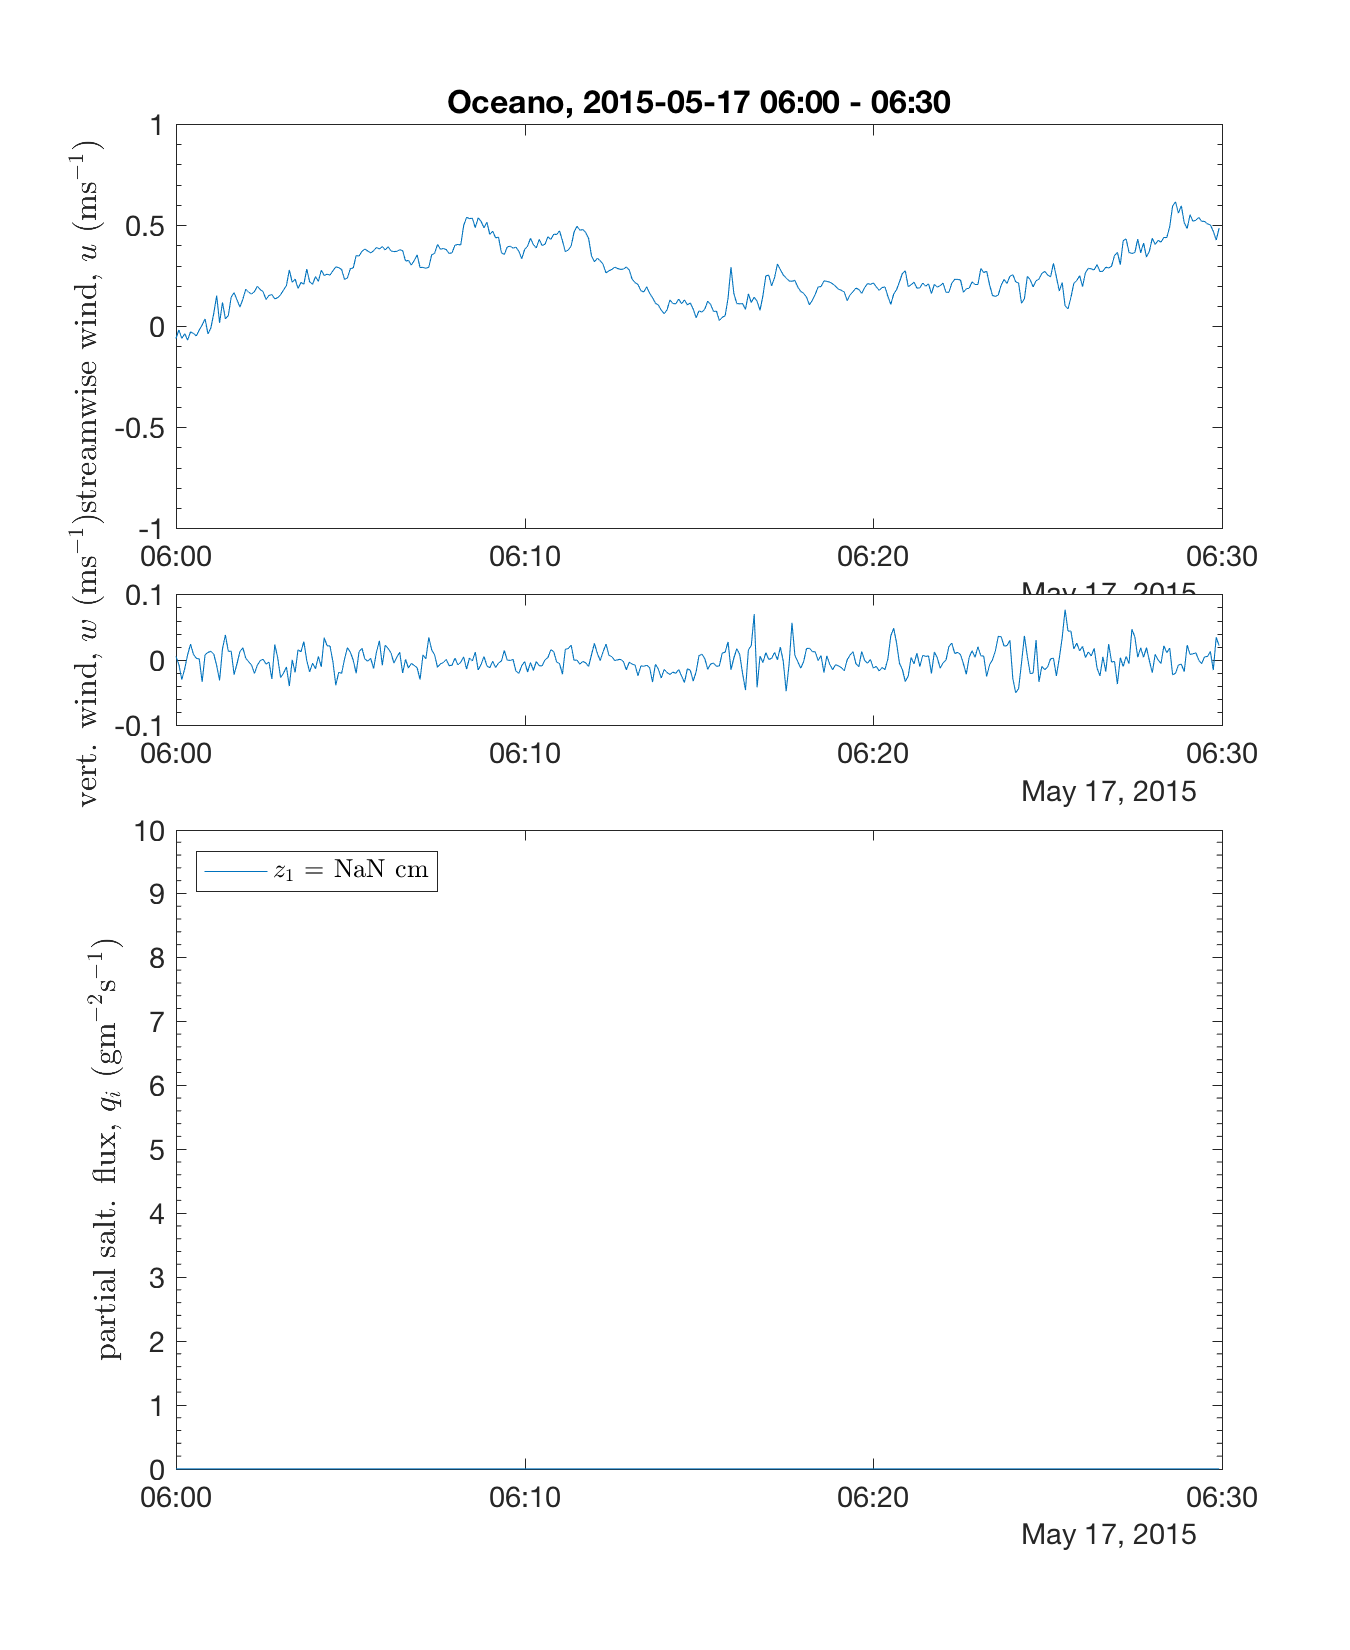 Oceano, 2015-05-17 06:00 - 06:30
streamwise wind, u (ms⁻¹)
1
0.5
0
-0.5
-1
06:00 06:10 06:20 06:30
May 17, 2015
vert. wind, w (ms⁻¹)
0.1
0
-0.1
06:00 06:10 06:20 06:30
May 17, 2015
partial salt. flux, qᵢ (gm⁻²s⁻¹)
10
9
8
7
6
5
4
3
2
1
0
z₁ = NaN cm
06:00 06:10 06:20 06:30
May 17, 2015